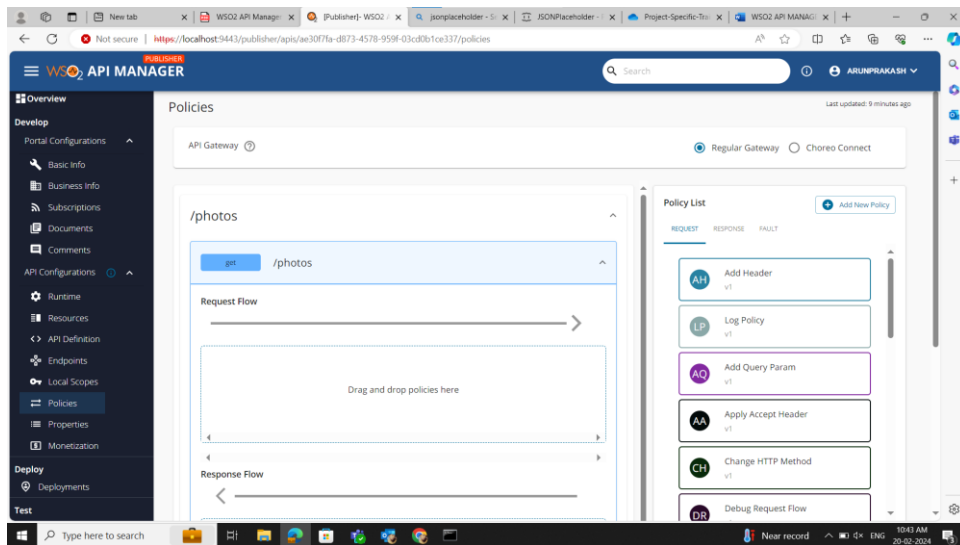 New tab
WSO2 API Manager
[Publisher]- WSO2
jsonplaceholder - Se
JSONPlaceholder -
Project-Specific-Trai
WSO2 API MANAG
Not secure
https://localhost:9443/publisher/apis/ae30f7fa-d873-4578-959f-03cd0b1ce337/policies
PUBLISHER
WSO2 API MANAGER
Search
ARUNPRAKASH
Overview
Develop
Portal Configurations
Basic Info
Business Info
Subscriptions
Documents
Comments
API Configurations
Runtime
Resources
API Definition
Endpoints
Local Scopes
Policies
Properties
Monetization
Deploy
Deployments
Test
Policies
Last updated: 9 minutes ago
API Gateway
Regular Gateway
Choreo Connect
/photos
get /photos
Request Flow
Drag and drop policies here
Response Flow
Policy List
Add New Policy
REQUEST RESPONSE FAULT
AH Add Header
v1
LP Log Policy
v1
AQ Add Query Param
v1
AA Apply Accept Header
v1
CH Change HTTP Method
v1
DR Debug Request Flow
Type here to search
Near record
ENG
10:43 AM
20-02-2024